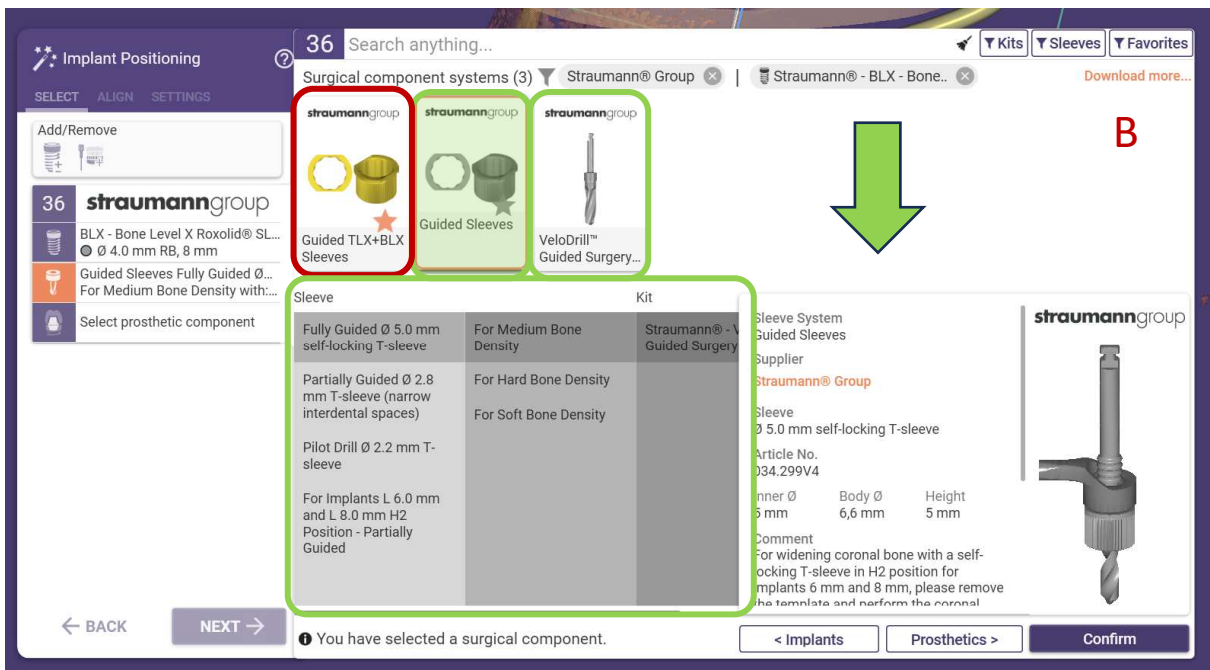 Implant Positioning
SELECT ALIGN SETTINGS
Add/Remove
36 straumanngroup
BLX - Bone Level X Roxolid® SL...
Ø 4.0 mm RB, 8 mm
Guided Sleeves Fully Guided Ø...
For Medium Bone Density with:...
Select prosthetic component
← BACK NEXT →
36 Search anything...
Kits Sleeves Favorites
Surgical component systems (3) Straumann® Group | Straumann® - BLX - Bone.. Download more...
B
straumanngroup
Guided TLX+BLX
Sleeves
straumanngroup
Guided Sleeves
straumanngroup
VeloDrill™
Guided Surgery...
Sleeve
Fully Guided Ø 5.0 mm
self-locking T-sleeve
Partially Guided Ø 2.8
mm T-sleeve (narrow
interdental spaces)
Pilot Drill Ø 2.2 mm T-
sleeve
For Implants L 6.0 mm
and L 8.0 mm H2
Position - Partially
Guided
For Medium Bone
Density
For Hard Bone Density
For Soft Bone Density
Kit
Straumann® - V
Guided Surgery
Sleeve System
Guided Sleeves
Supplier
Straumann® Group
Sleeve
Ø 5.0 mm self-locking T-sleeve
Article No.
034.299V4
Inner Ø Body Ø Height
5 mm 6,6 mm 5 mm
Comment
For widening coronal bone with a self-
locking T-sleeve in H2 position for
implants 6 mm and 8 mm, please remove
the template and perform the coronal
straumanngroup
You have selected a surgical component.
< Implants Prosthetics > Confirm